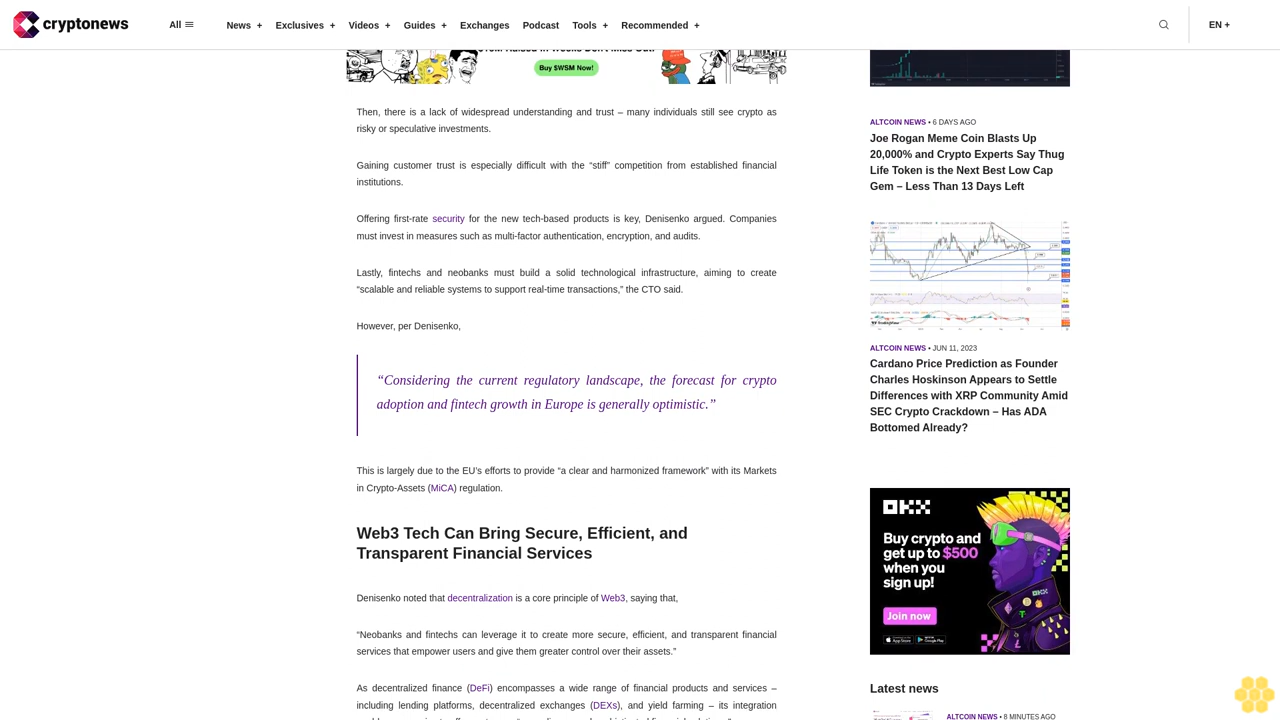 cryptonews
All
News +
Exclusives +
Videos +
Guides +
Exchanges
Podcast
Tools +
Recommended +
EN +
Buy $WSM Now!
Then, there is a lack of widespread understanding and trust – many individuals still see crypto as
risky or speculative investments.
Gaining customer trust is especially difficult with the “stiff” competition from established financial
institutions.
Offering first-rate security for the new tech-based products is key, Denisenko argued. Companies
must invest in measures such as multi-factor authentication, encryption, and audits.
Lastly, fintechs and neobanks must build a solid technological infrastructure, aiming to create
“scalable and reliable systems to support real-time transactions,” the CTO said.
However, per Denisenko,
“Considering the current regulatory landscape, the forecast for crypto
adoption and fintech growth in Europe is generally optimistic.”
This is largely due to the EU’s efforts to provide “a clear and harmonized framework” with its Markets
in Crypto-Assets (MiCA) regulation.
Web3 Tech Can Bring Secure, Efficient, and
Transparent Financial Services
Denisenko noted that decentralization is a core principle of Web3, saying that,
“Neobanks and fintechs can leverage it to create more secure, efficient, and transparent financial
services that empower users and give them greater control over their assets.”
As decentralized finance (DeFi) encompasses a wide range of financial products and services –
including lending platforms, decentralized exchanges (DEXs), and yield farming – its integration
ALTCOIN NEWS • 6 DAYS AGO
Joe Rogan Meme Coin Blasts Up
20,000% and Crypto Experts Say Thug
Life Token is the Next Best Low Cap
Gem – Less Than 13 Days Left
ALTCOIN NEWS • JUN 11, 2023
Cardano Price Prediction as Founder
Charles Hoskinson Appears to Settle
Differences with XRP Community Amid
SEC Crypto Crackdown – Has ADA
Bottomed Already?
OKX
Buy crypto and
get up to $500
when you
sign up!
Join now
App Store
Google Play
Latest news
ALTCOIN NEWS • 8 MINUTES AGO